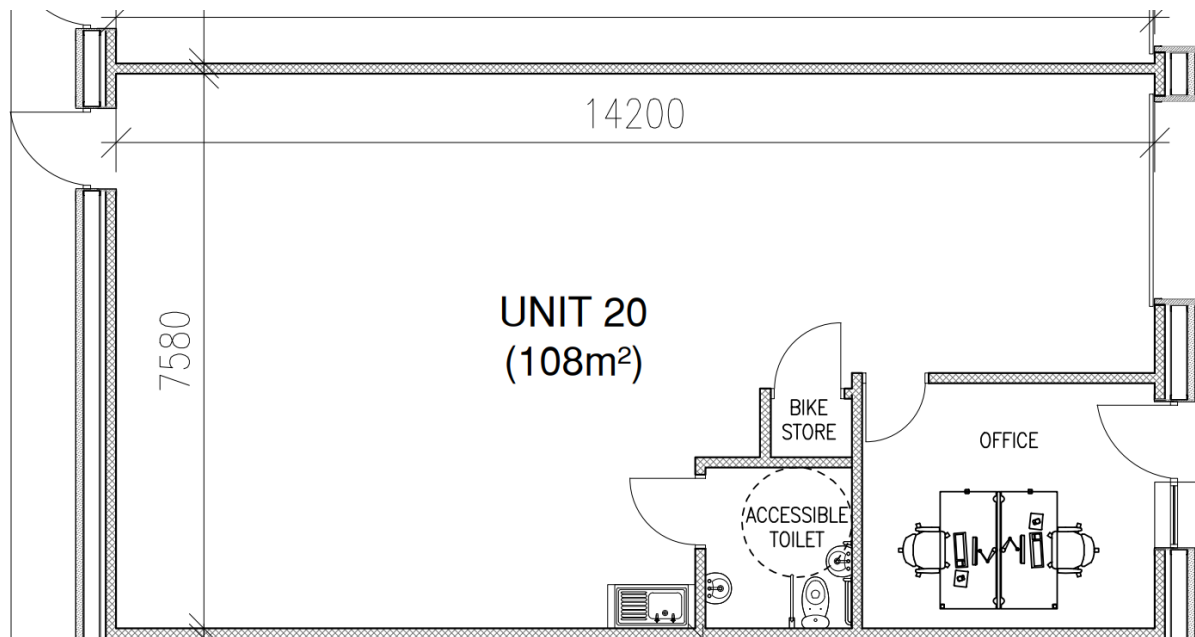 14200
UNIT 20
(108m²)
7580
BIKE
STORE
OFFICE
ACCESSIBLE
TOILET